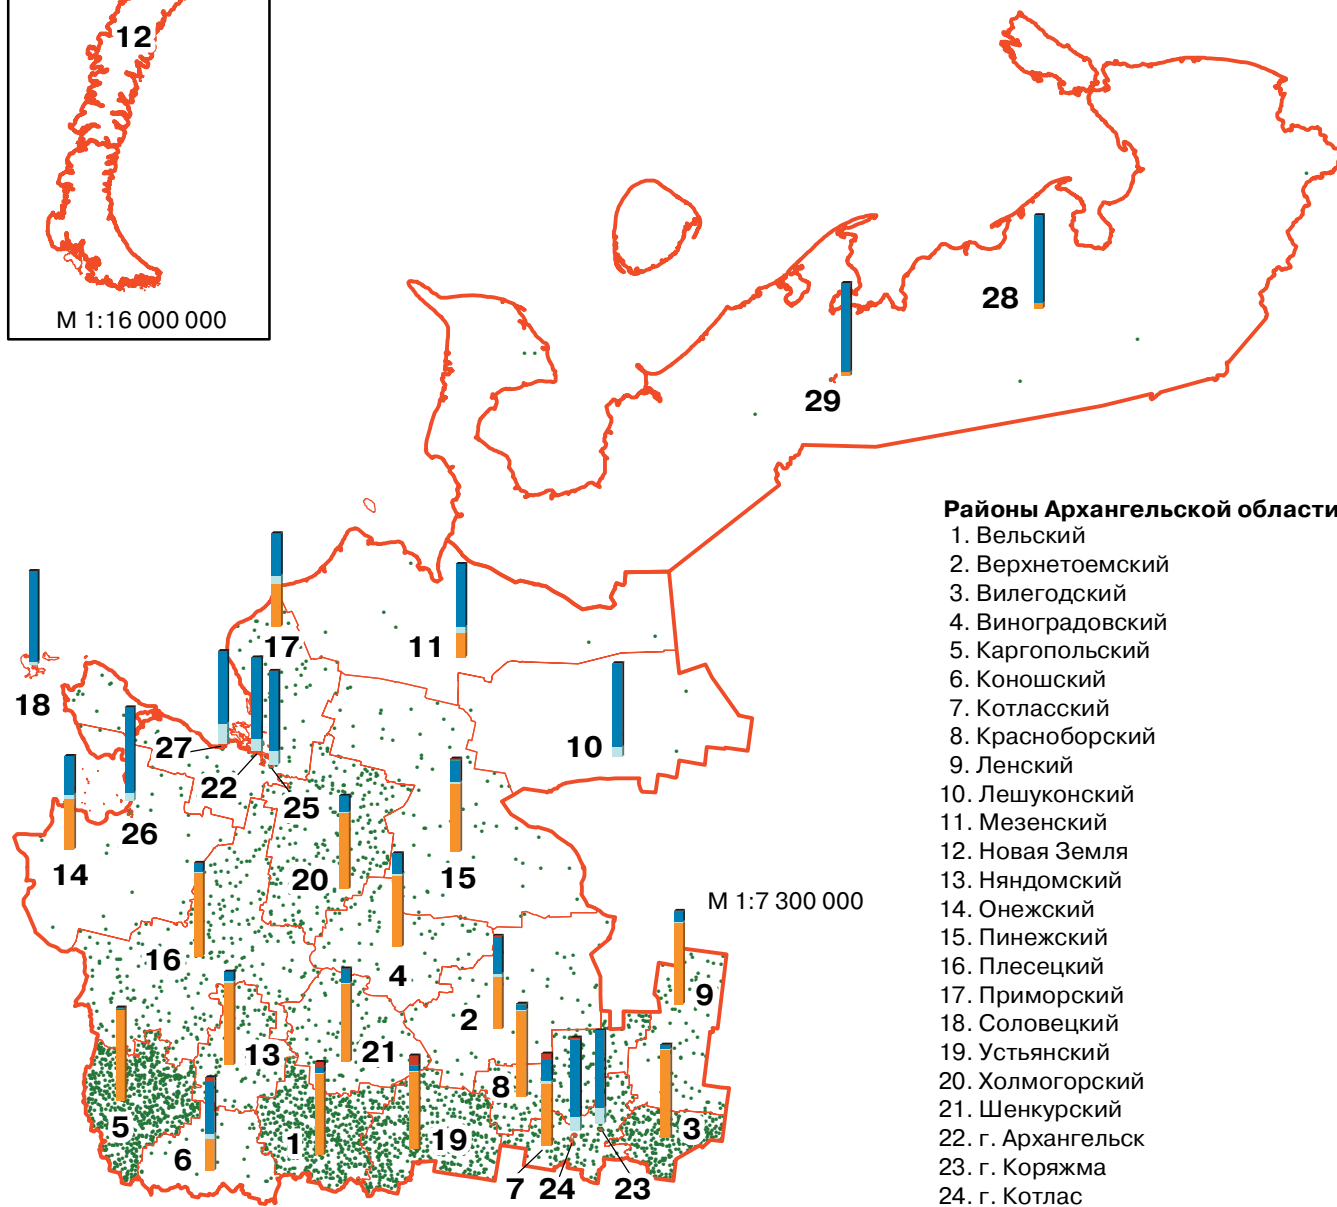 12
М 1:16 000 000
28
29
Районы Архангельской области
1. Вельский
2. Верхнетоемский
3. Вилегодский
4. Виноградовский
5. Каргопольский
6. Коношский
7. Котласский
8. Красноборский
9. Ленский
10. Лешуконский
11. Мезенский
12. Новая Земля
13. Няндомский
14. Онежский
15. Пинежский
16. Плесецкий
17. Приморский
18. Соловецкий
19. Устьянский
20. Холмогорский
21. Шенкурский
22. г. Архангельск
23. г. Коряжма
24. г. Котлас
17
11
18
27
10
22
25
26
14
20
15
М 1:7 300 000
16
4
9
2
13
21
8
5
1
19
3
6
7
24
23